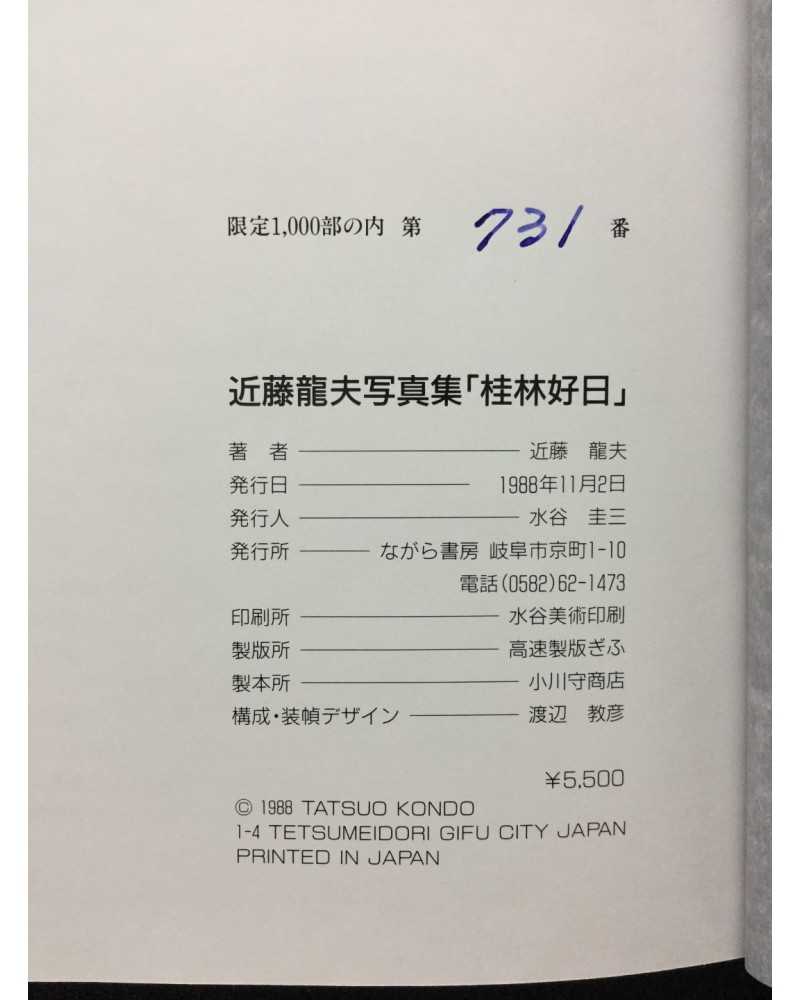 限定1,000部の内 第 731 番
近藤龍夫写真集「桂林好日」
著 者 ── 近藤 龍夫
発行日 ── 1988年11月2日
発行人 ── 水谷 圭三
発行所 ── ながら書房 岐阜市京町1-10
電話(0582)62-1473
印刷所 ── 水谷美術印刷
製版所 ── 高速製版ぎふ
製本所 ── 小川守商店
構成・装幀デザイン ── 渡辺 教彦
¥5,500
© 1988 TATSUO KONDO
1-4 TETSUMEIDORI GIFU CITY JAPAN
PRINTED IN JAPAN